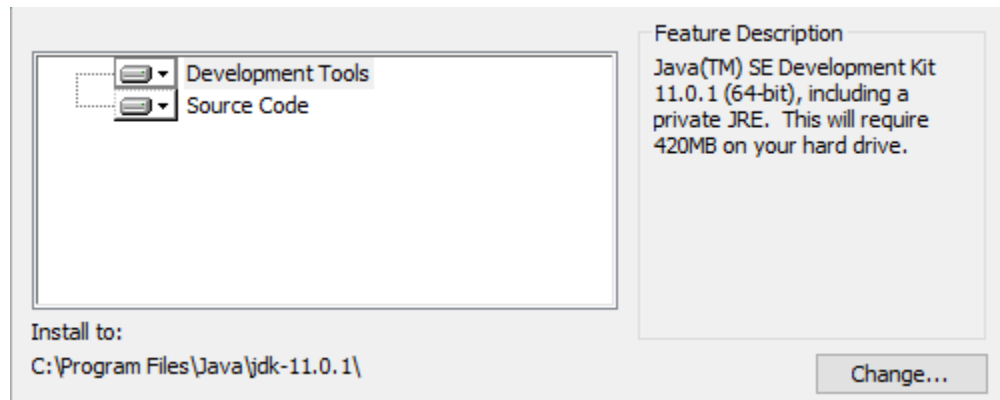 Feature Description
Development Tools
Source Code
Java(TM) SE Development Kit
11.0.1 (64-bit), including a
private JRE.  This will require
420MB on your hard drive.
Install to:
C:\Program Files\Java\jdk-11.0.1\
Change...